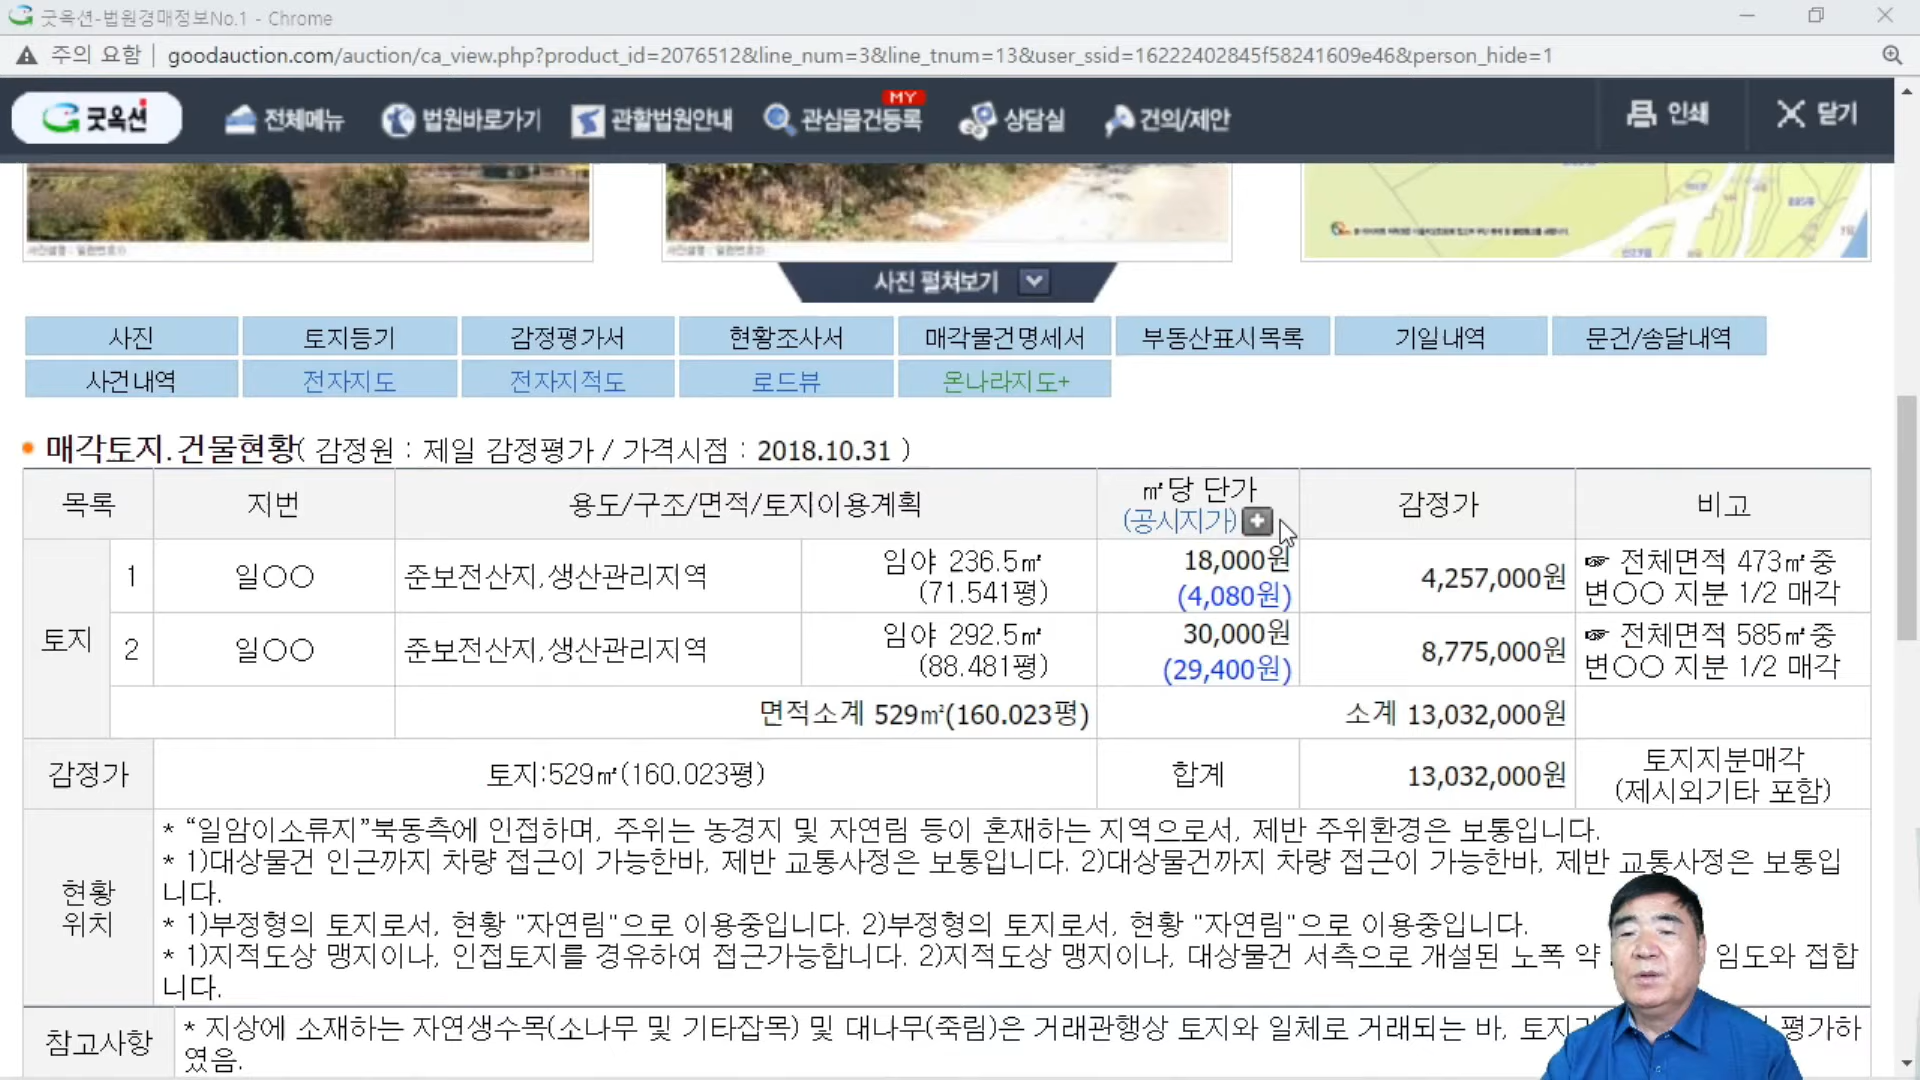 굿옥션-법원경매정보No.1 - Chrome
주의 요함 | goodauction.com/auction/ca_view.php?product_id=2076512&line_num=3&line_tnum=13&user_ssid=16222402845f58241609e46&person_hide=1
굿옥션 전체메뉴 법원바로가기 관할법원안내 관심물건등록 MY 상담실 건의/제안 인쇄 닫기
사진 펼쳐보기
사진 토지등기 감정평가서 현황조사서 매각물건명세서 부동산표시목록 기일내역 문건/송달내역
사건내역 전자지도 전자지적도 로드뷰 온나라지도+
매각토지.건물현황( 감정원 : 제일 감정평가 / 가격시점 : 2018.10.31 )
목록 지번 용도/구조/면적/토지이용계획 ㎡당 단가 (공시지가) 감정가 비고
토지
1 일○○ 준보전산지,생산관리지역 임야 236.5㎡ 18,000원 4,257,000원 ☞ 전체면적 473㎡중
(71.541평) (4,080원) 변○○ 지분 1/2 매각
2 일○○ 준보전산지,생산관리지역 임야 292.5㎡ 30,000원 8,775,000원 ☞ 전체면적 585㎡중
(88.481평) (29,400원) 변○○ 지분 1/2 매각
면적소계 529㎡(160.023평) 소계 13,032,000원
감정가 토지:529㎡(160.023평) 합계 13,032,000원 토지지분매각
(제시외기타 포함)
현황
위치
* “일암이소류지”북동측에 인접하며, 주위는 농경지 및 자연림 등이 혼재하는 지역으로서, 제반 주위환경은 보통입니다.
* 1)대상물건 인근까지 차량 접근이 가능한바, 제반 교통사정은 보통입니다. 2)대상물건까지 차량 접근이 가능한바, 제반 교통사정은 보통입
니다.
* 1)부정형의 토지로서, 현황 "자연림"으로 이용중입니다. 2)부정형의 토지로서, 현황 "자연림"으로 이용중입니다.
* 1)지적도상 맹지이나, 인접토지를 경유하여 접근가능합니다. 2)지적도상 맹지이나, 대상물건 서측으로 개설된 노폭 약 임도와 접합
니다.
참고사항
* 지상에 소재하는 자연생수목(소나무 및 기타잡목) 및 대나무(죽림)은 거래관행상 토지와 일체로 거래되는 바, 평가하
였음.